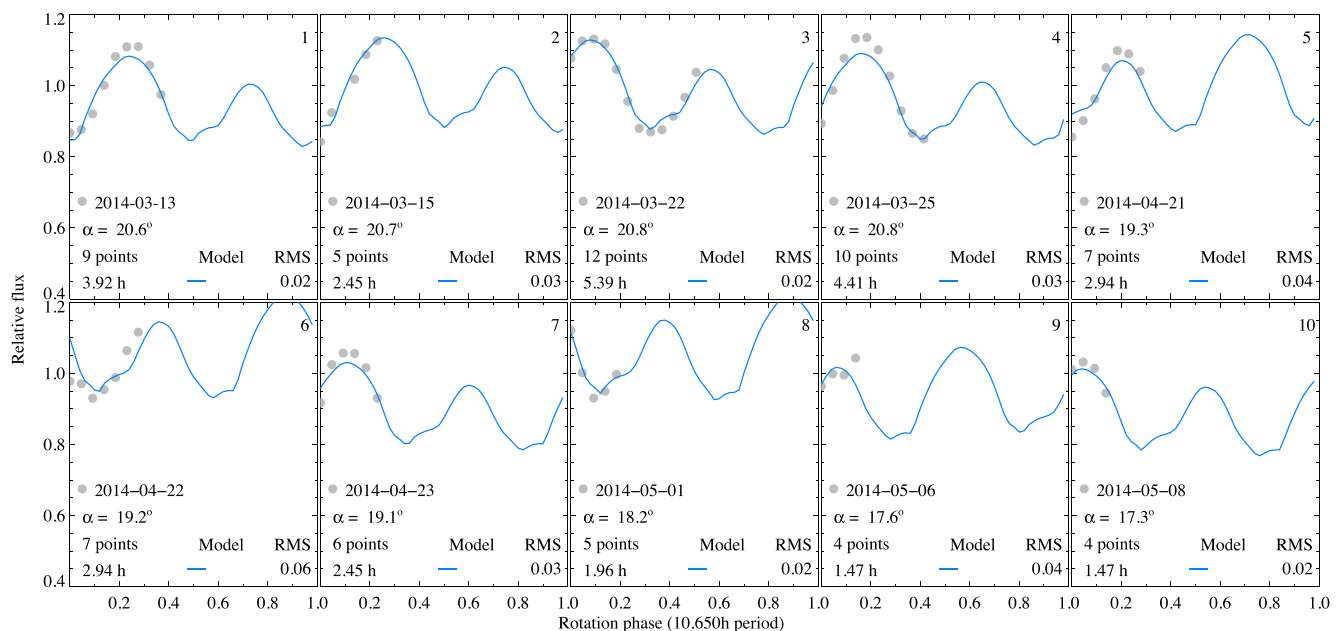 Relative flux
1.2
1.0
0.8
0.6
0.4
1
2014-03-13
α = 20.6°
9 points Model RMS
3.92 h 0.02
2
2014−03−15
α = 20.7°
5 points Model RMS
2.45 h 0.03
3
2014−03−22
α = 20.8°
12 points Model RMS
5.39 h 0.02
4
2014−03−25
α = 20.8°
10 points Model RMS
4.41 h 0.03
5
2014−04−21
α = 19.3°
7 points Model RMS
2.94 h 0.04
1.2
1.0
0.8
0.6
0.4
6
2014−04−22
α = 19.2°
7 points Model RMS
2.94 h 0.06
7
2014−04−23
α = 19.1°
6 points Model RMS
2.45 h 0.03
8
2014−05−01
α = 18.2°
5 points Model RMS
1.96 h 0.02
9
2014−05−06
α = 17.6°
4 points Model RMS
1.47 h 0.04
10
2014−05−08
α = 17.3°
4 points Model RMS
1.47 h 0.02
0.2 0.4 0.6 0.8 1.0 0.2 0.4 0.6 0.8 1.0 0.2 0.4 0.6 0.8 1.0 0.2 0.4 0.6 0.8 1.0 0.2 0.4 0.6 0.8 1.0
Rotation phase (10.650h period)